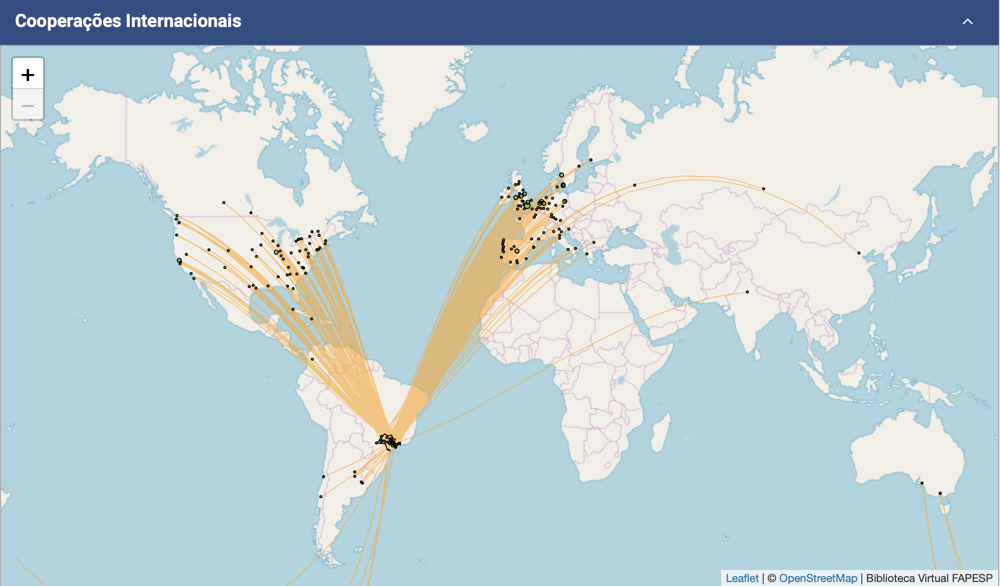 Cooperações Internacionais
+
−
Leaflet | © OpenStreetMap | Biblioteca Virtual FAPESP